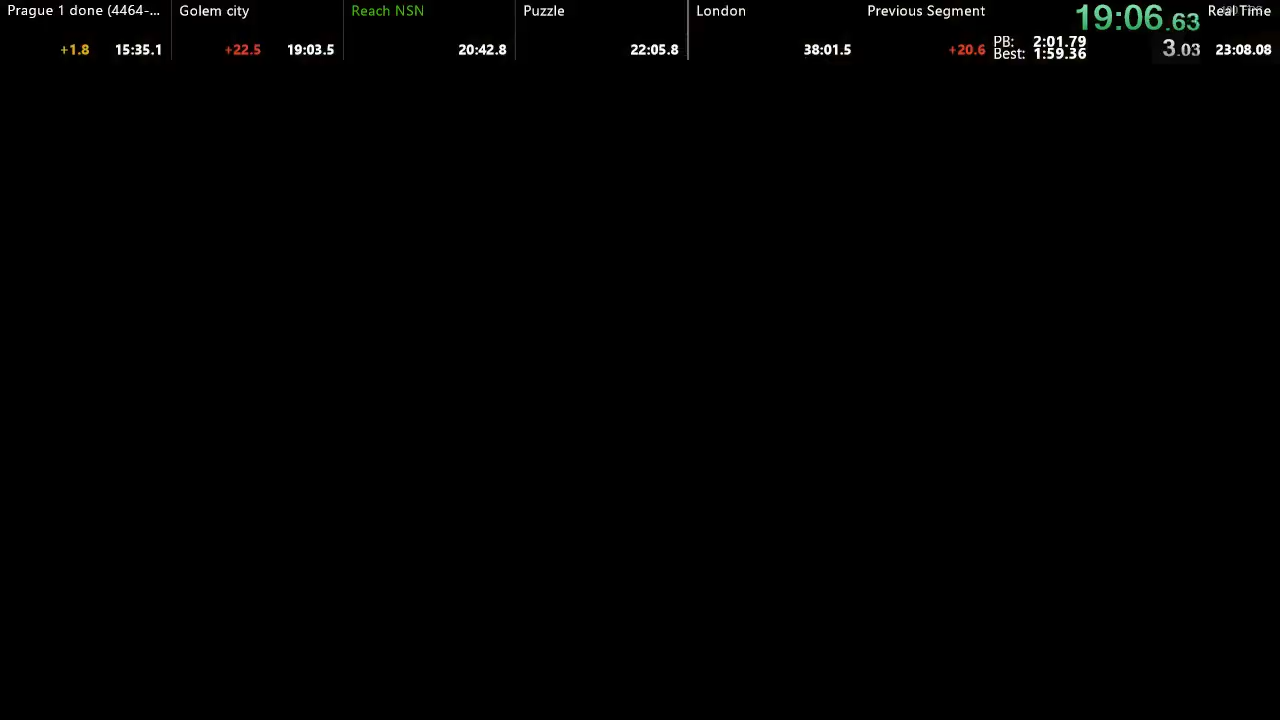 Prague 1 done (4464-...
+1.8 15:35.1
Golem city
+22.5 19:03.5
Reach NSN
20:42.8
Puzzle
22:05.8
London
38:01.5
Previous Segment
+20.6
19:06.63
PB: 2:01.79
Best: 1:59.36
3.03
Real Time
23:08.08